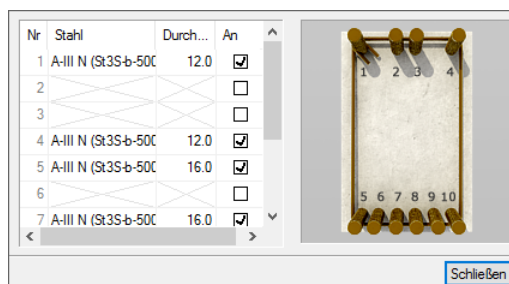 Nr Stahl Durch... An
1 A-III N (St3S-b-500 12.0
2
3
4 A-III N (St3S-b-500 12.0
5 A-III N (St3S-b-500 16.0
6
7 A-III N (St3S-b-500 16.0
1 2 3 4
5 6 7 8 9 10
Schließen